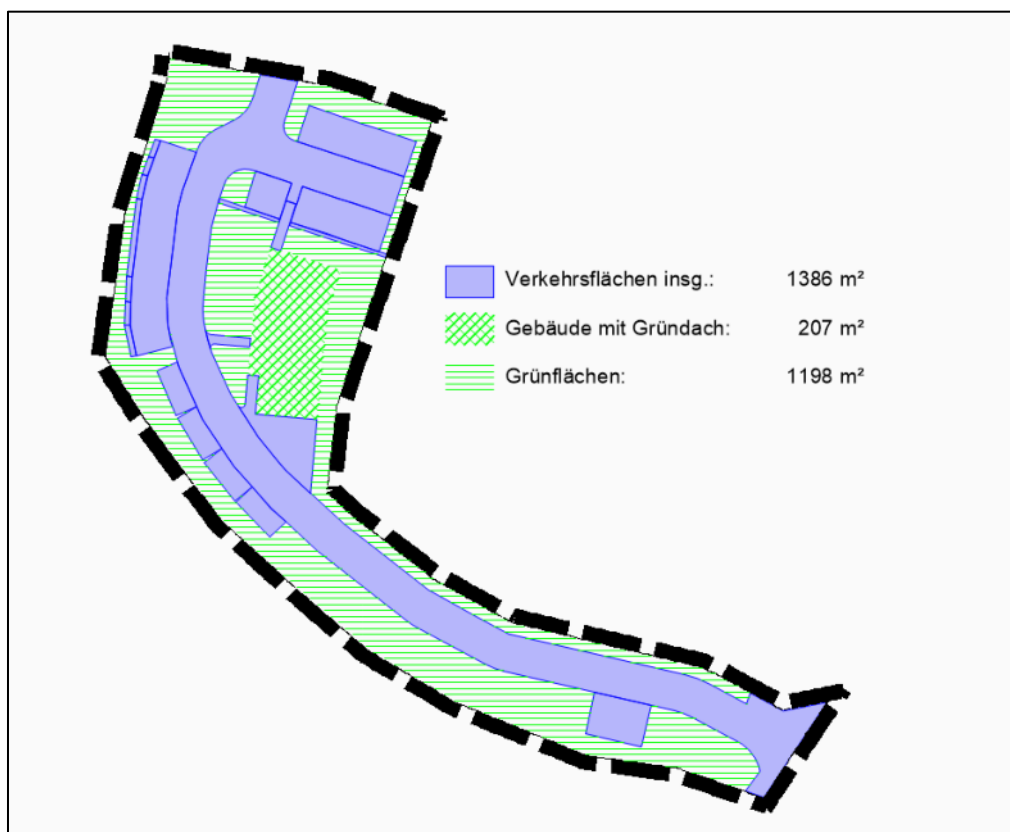 Verkehrsflächen insg.: 1386 m²
Gebäude mit Gründach: 207 m²
Grünflächen: 1198 m²